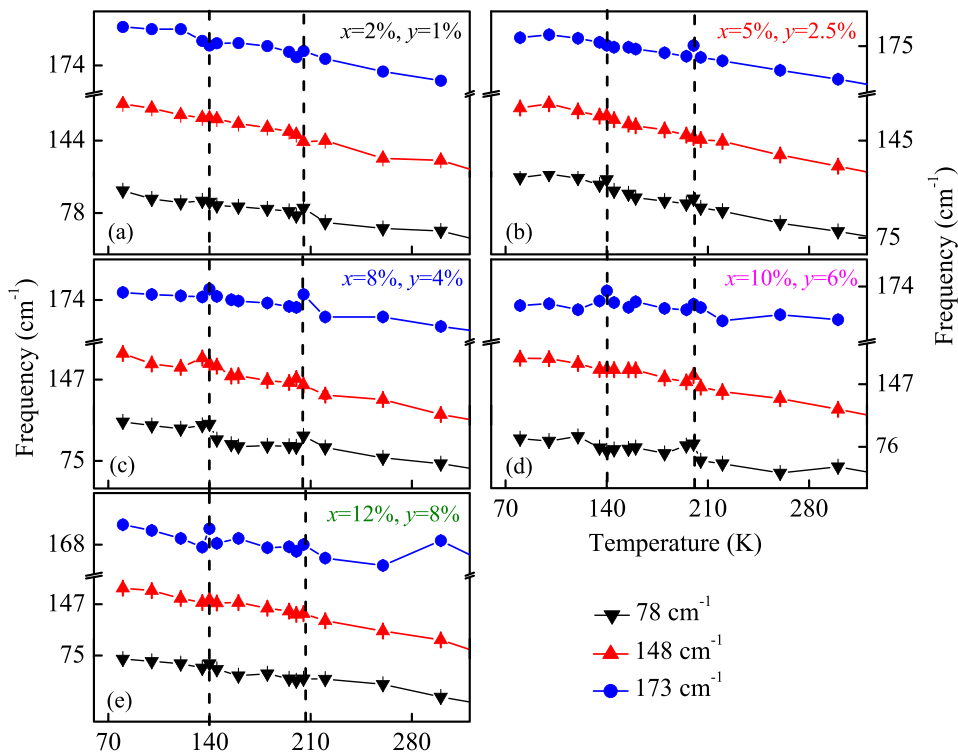 x=2%, y=1%
174
144
78
(a)
x=5%, y=2.5%
175
145
75
(b)
x=8%, y=4%
174
147
75
(c)
x=10%, y=6%
174
147
76
(d)
70 140 210 280
Temperature (K)
x=12%, y=8%
168
147
75
(e)
70 140 210 280
Frequency (cm-1)
Frequency (cm-1)
78 cm-1
148 cm-1
173 cm-1